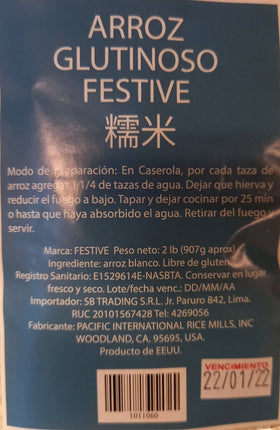 ARROZ
GLUTINOSO
FESTIVE
糯米
Modo de preparación: En Caserola, por cada taza de
arroz agregar 1 1/4 de tazas de agua. Dejar que hierva y
reducir el fuego a bajo. Tapar y dejar cocinar por 25 min
o hasta que haya absorbido el agua. Retirar del fuego y
servir.
Marca: FESTIVE Peso neto: 2 lb (907g aprox)
Ingrediente: arroz blanco. Libre de gluten.
Registro Sanitario: E1529614E-NASBTA. Conservar en lugar
fresco y seco. Lote/fecha venc.: DD/MM/AA
Importador: SB TRADING S.R.L. Jr. Paruro 842, Lima.
RUC 20101567428 Tel: 4269056
Fabricante: PACIFIC INTERNATIONAL RICE MILLS, INC
WOODLAND, CA. 95695, USA.
Producto de EEUU.
VENCIMIENTO
22/01/22
1011060